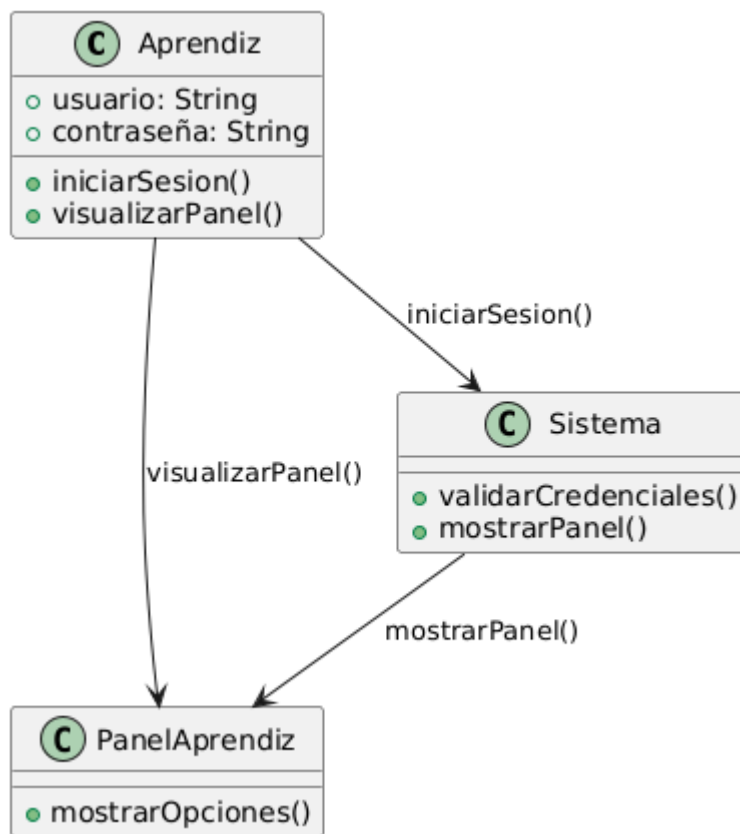 C Aprendiz
usuario: String
contraseña: String
iniciarSesion()
visualizarPanel()
iniciarSesion()
C Sistema
validarCredenciales()
mostrarPanel()
visualizarPanel()
mostrarPanel()
C PanelAprendiz
mostrarOpciones()